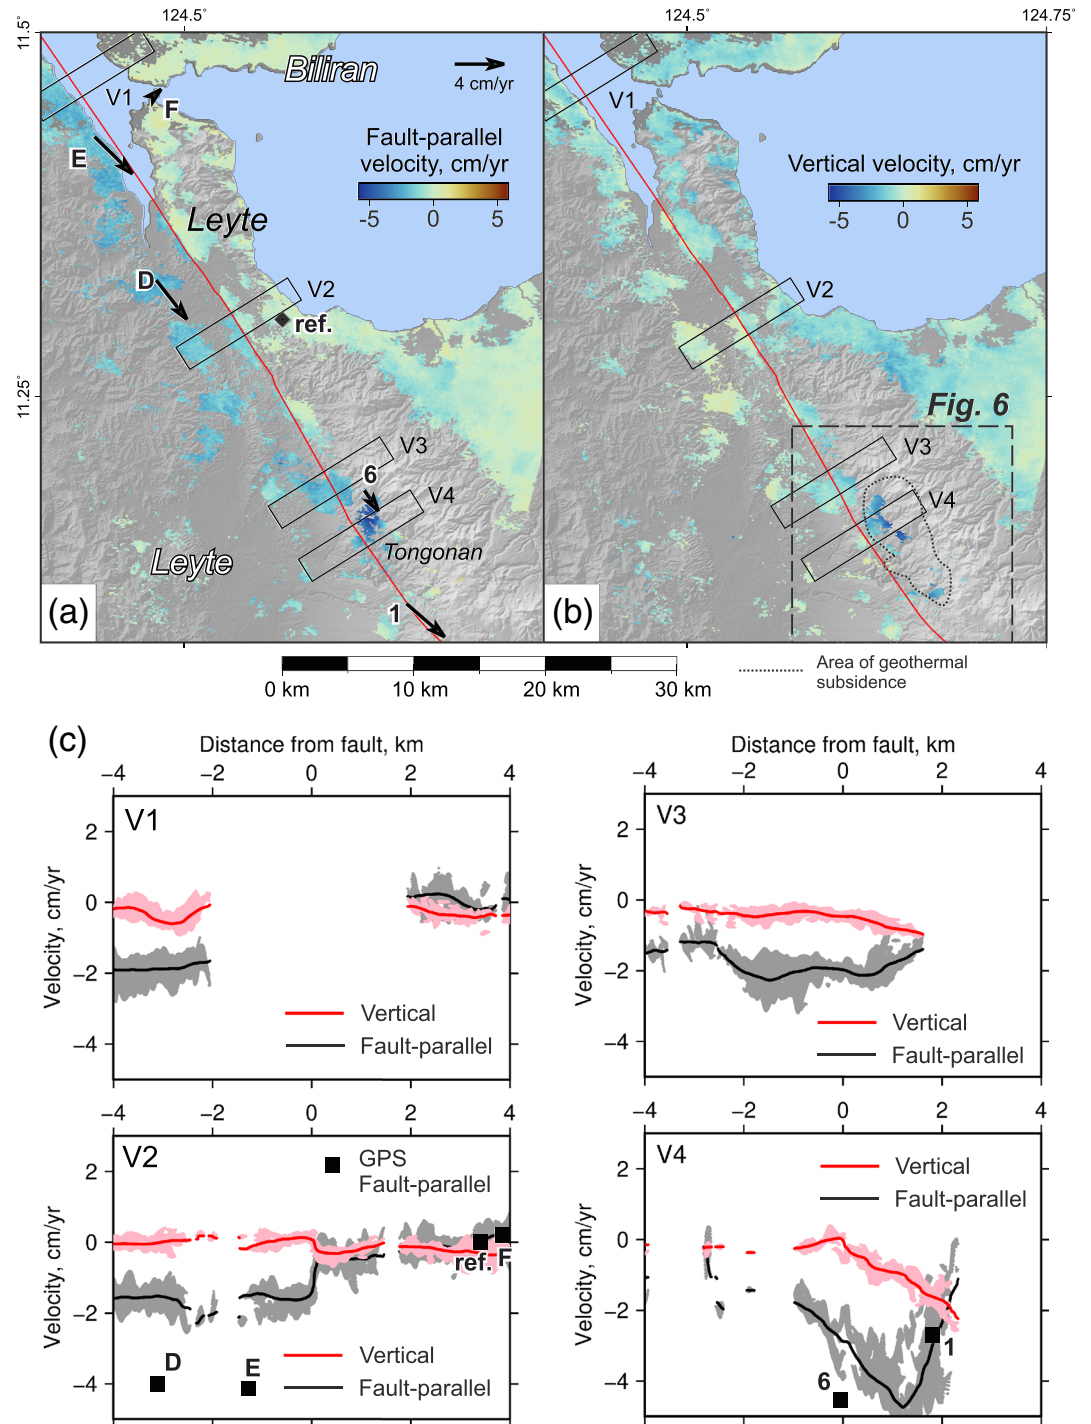 124.5°
124.5°
124.75°
11.5°
11.25°
Biliran
4 cm/yr
V1
F
E
Fault-parallel
velocity, cm/yr
-5 0 5
Leyte
D
V2
ref.
V3
6
V4
Tongonan
Leyte
1
(a)
V1
Vertical velocity, cm/yr
-5 0 5
V2
Fig. 6
V3
V4
(b)
0 km 10 km 20 km 30 km
Area of geothermal
subsidence
(c)
Distance from fault, km
−4 −2 0 2 4
V1
2
0
−2
−4
Velocity, cm/yr
Vertical
Fault-parallel
Distance from fault, km
−4 −2 0 2 4
V3
2
0
−2
−4
Velocity, cm/yr
Vertical
Fault-parallel
−4 −2 0 2 4
V2
GPS
Fault-parallel
2
0
−2
−4
Velocity, cm/yr
ref. F
D
E
Vertical
Fault-parallel
−4 −2 0 2 4
V4
Vertical
Fault-parallel
2
0
−2
−4
Velocity, cm/yr
1
6